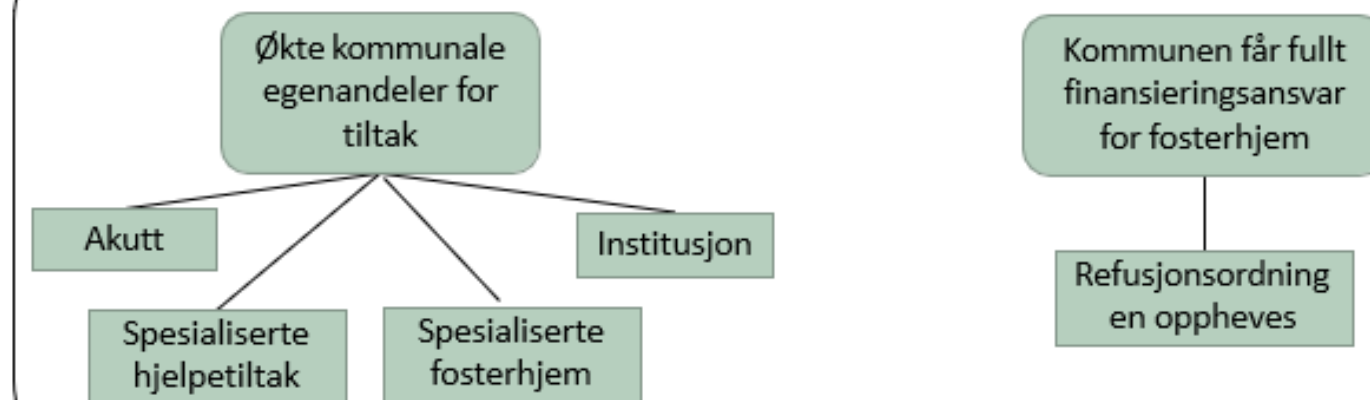 Økte kommunale
egenandeler for
tiltak
Akutt
Spesialiserte
hjelpetiltak
Spesialiserte
fosterhjem
Institusjon
Kommunen får fullt
finansieringsansvar
for fosterhjem
Refusjonsordning
en oppheves